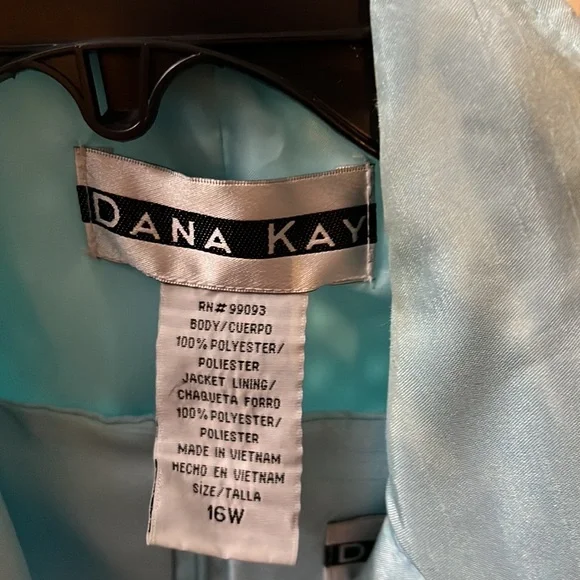 DANA KAY
RN# 99093
BODY/CUERPO
100% POLYESTER/
POLIESTER
JACKET LINING/
CHAQUETA FORRO
100% POLYESTER/
POLIESTER
MADE IN VIETNAM
HECHO EN VIETNAM
SIZE/TALLA
16W
D